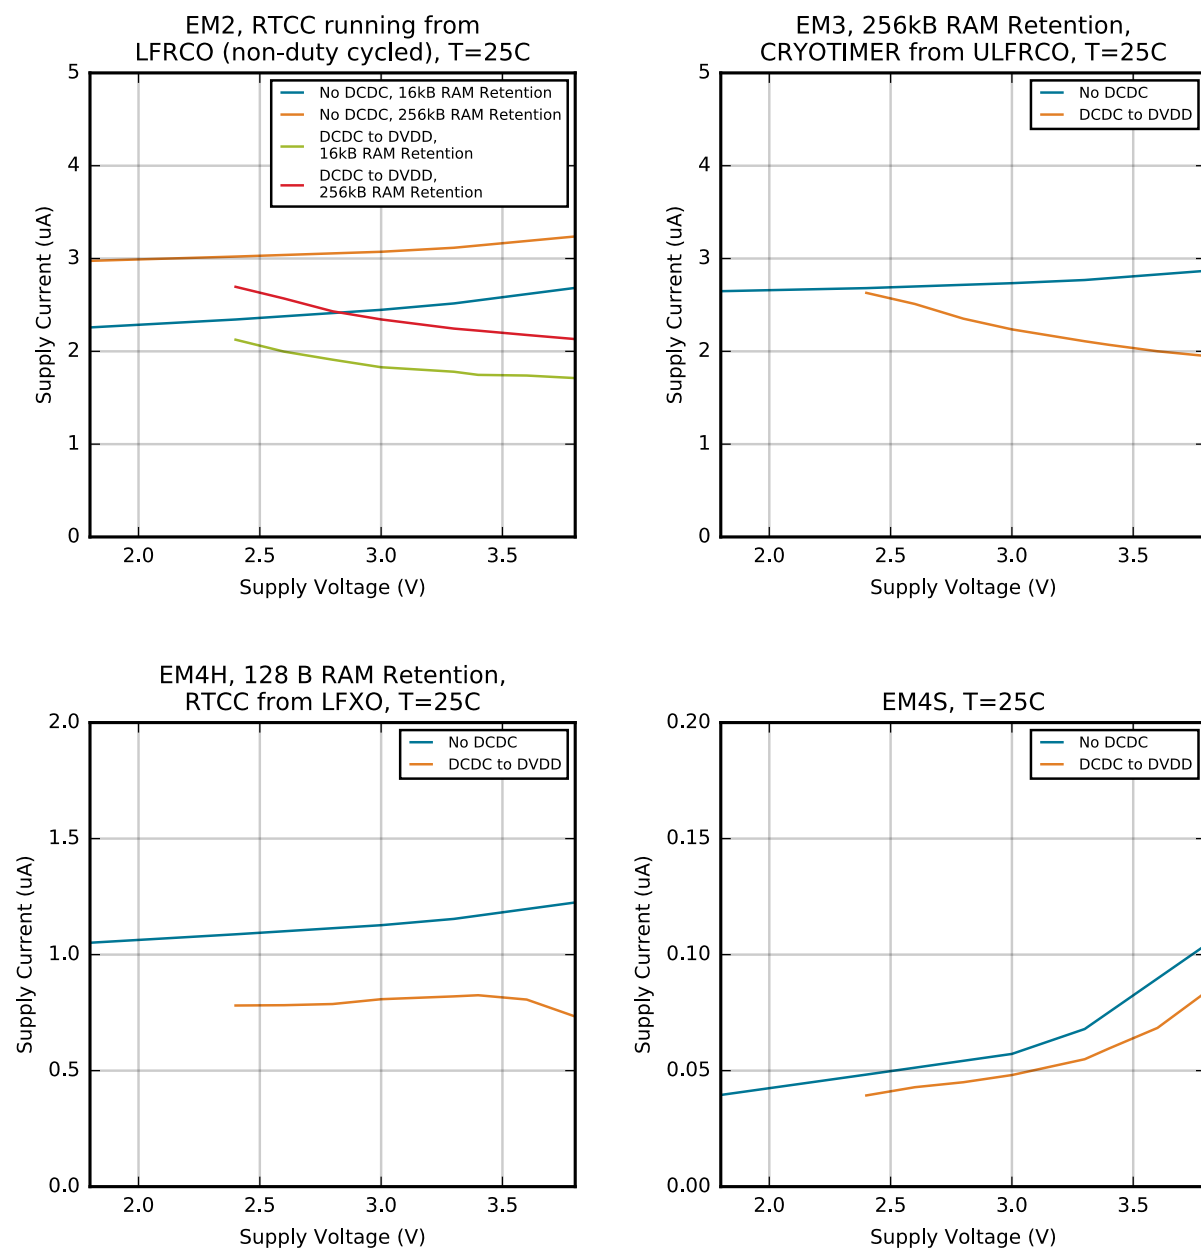 EM2, RTCC running from
LFRCO (non-duty cycled), T=25C
5
4
3
2
1
0
Supply Current (uA)
No DCDC, 16kB RAM Retention
No DCDC, 256kB RAM Retention
DCDC to DVDD,
16kB RAM Retention
DCDC to DVDD,
256kB RAM Retention
2.0 2.5 3.0 3.5
Supply Voltage (V)
EM3, 256kB RAM Retention,
CRYOTIMER from ULFRCO, T=25C
5
4
3
2
1
0
Supply Current (uA)
No DCDC
DCDC to DVDD
2.0 2.5 3.0 3.5
Supply Voltage (V)
EM4H, 128 B RAM Retention,
RTCC from LFXO, T=25C
2.0
1.5
1.0
0.5
0.0
Supply Current (uA)
No DCDC
DCDC to DVDD
2.0 2.5 3.0 3.5
Supply Voltage (V)
EM4S, T=25C
0.20
0.15
0.10
0.05
0.00
Supply Current (uA)
No DCDC
DCDC to DVDD
2.0 2.5 3.0 3.5
Supply Voltage (V)